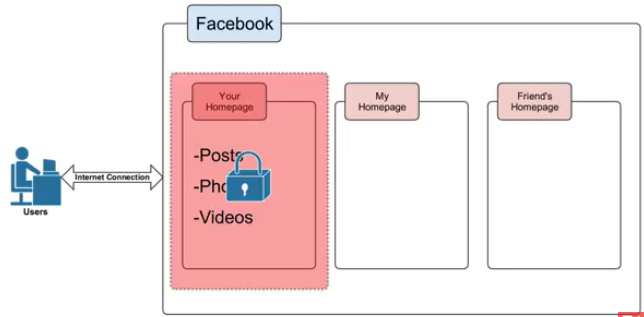 Facebook
Your
Homepage
My
Homepage
Friend's
Homepage
-Posts
-Videos
Internet Connection
Users